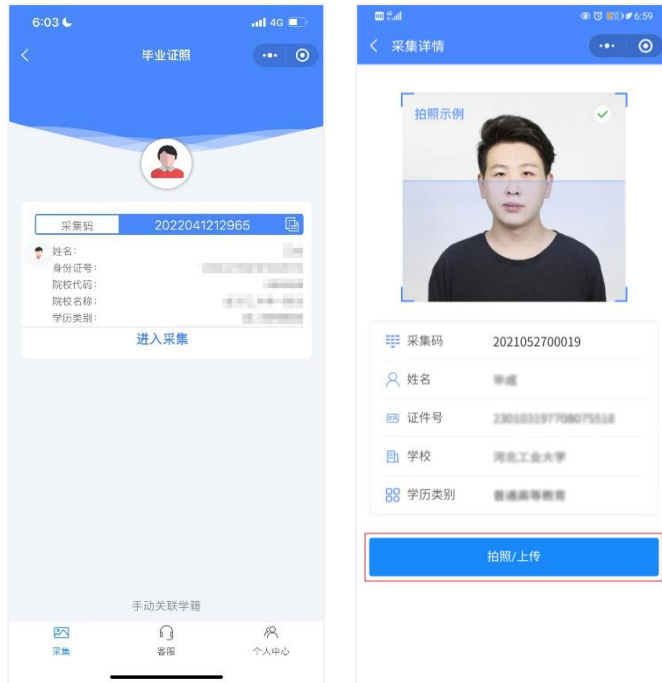 6:03
4G
毕业证照
采集码 2022041212965
姓名:
身份证号:
院校代码:
院校名称:
学历类别:
进入采集
手动关联学籍
采集
客服
个人中心
6:59
采集详情
拍照示例
采集码 2021052700019
姓名
证件号
学校
学历类别
拍照/上传